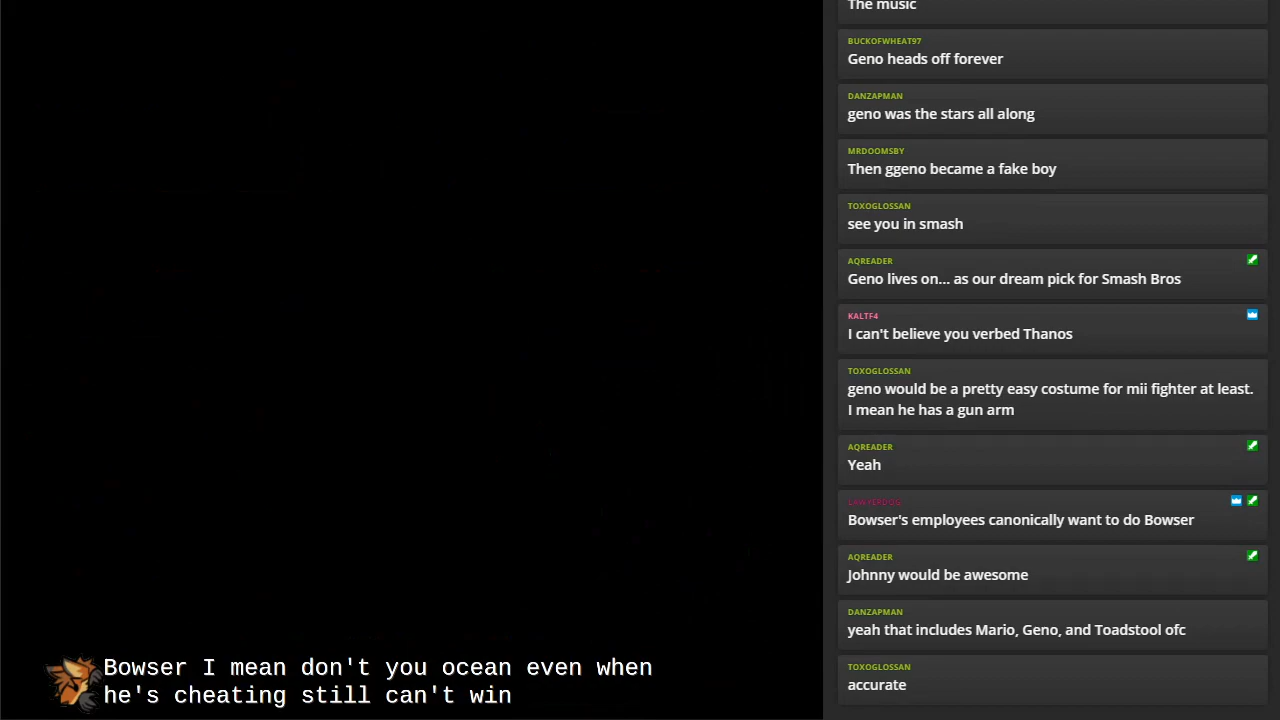 The music
BUCKOFWHEAT97
Geno heads off forever
DANZAPMAN
geno was the stars all along
MRDOOMSBY
Then ggeno became a fake boy
TOXOGLOSSAN
see you in smash
AQREADER
Geno lives on... as our dream pick for Smash Bros
KALTF4
I can't believe you verbed Thanos
TOXOGLOSSAN
geno would be a pretty easy costume for mii fighter at least.
I mean he has a gun arm
AQREADER
Yeah
LAWYERDOG
Bowser's employees canonically want to do Bowser
AQREADER
Johnny would be awesome
DANZAPMAN
yeah that includes Mario, Geno, and Toadstool ofc
TOXOGLOSSAN
accurate
Bowser I mean don't you ocean even when
he's cheating still can't win